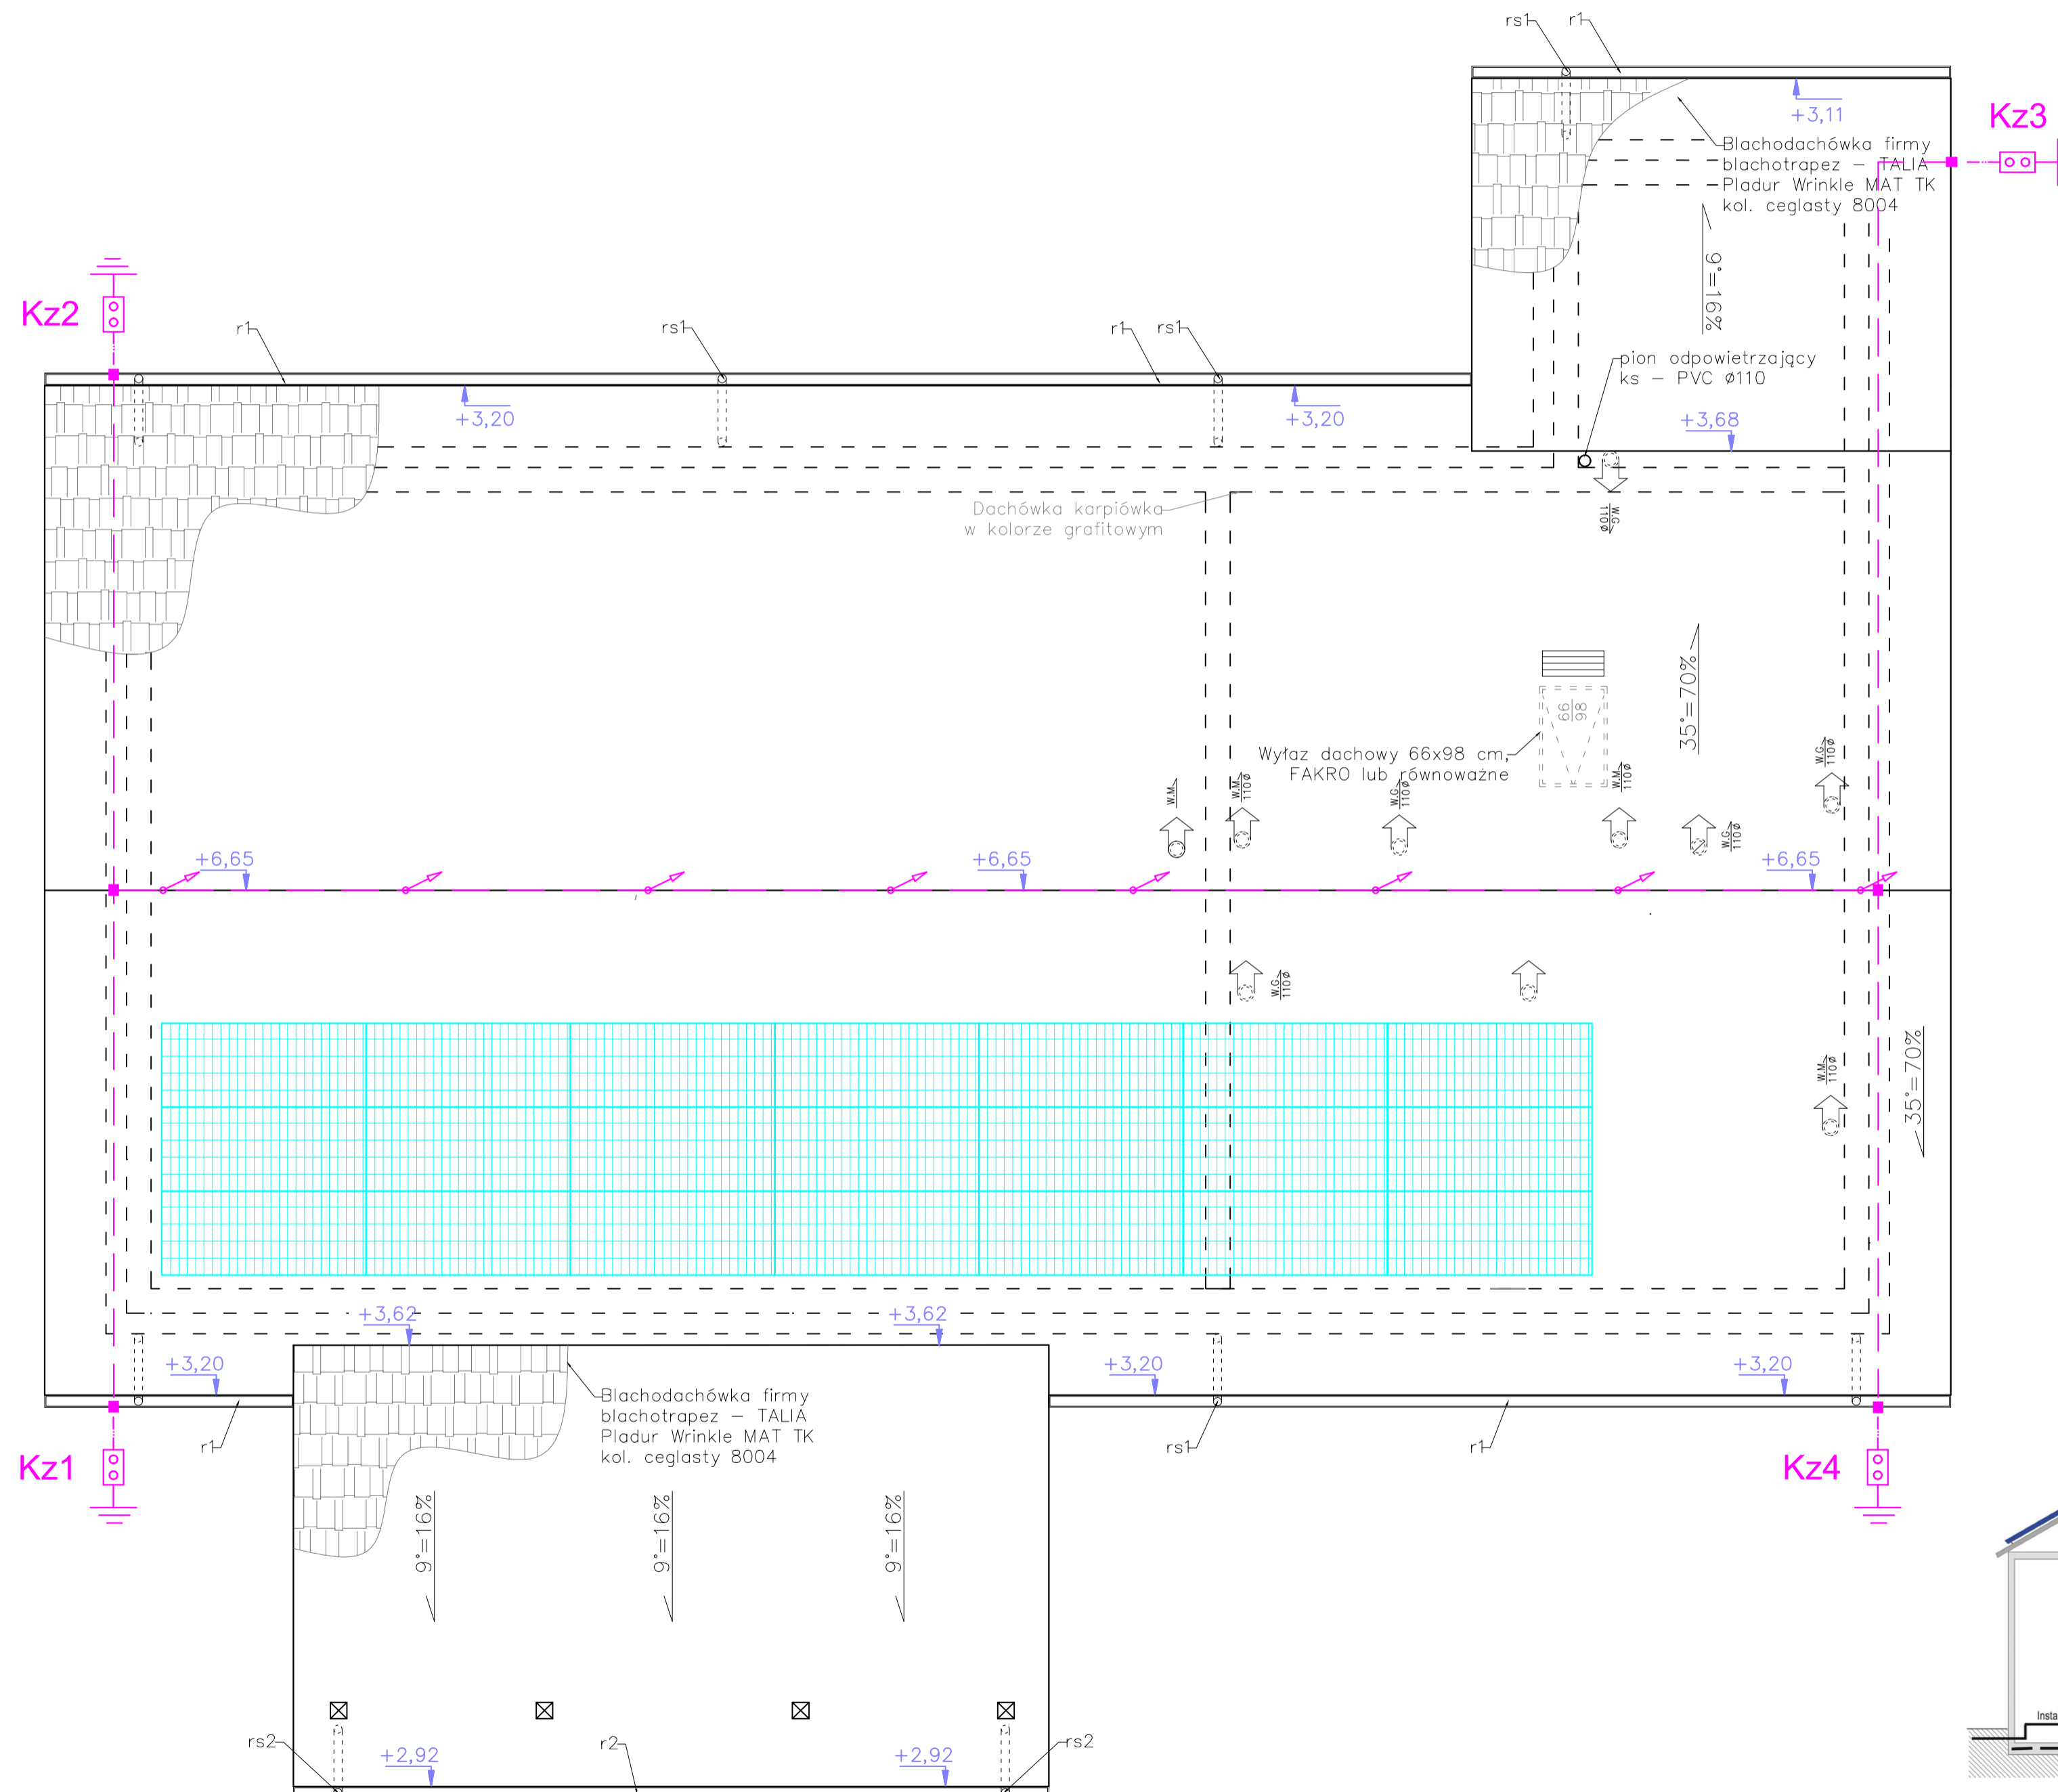 rs1
r1
+3,11
Kz3
Blachodachówka firmy
blachotrapez – TALIA
Pladur Wrinkle MAT TK
kol. ceglasty 8004
9°=16%
Kz2
r1
rs1
r1
rs1
pion odpowietrzający
ks – PVC ø110
+3,20
+3,20
+3,68
Dachówka karpiówka
w kolorze grafitowym
W.G.
110ø
35°=70%
66
98
Wyłaz dachowy 66x98 cm,
FAKRO lub równoważne
W.M.
W.M.
110ø
W.G.
110ø
W.M.
110ø
W.G.
110ø
W.G.
110ø
+6,65
+6,65
+6,65
W.G.
110ø
W.M.
110ø
35°=70%
+3,62
+3,62
+3,20
+3,20
+3,20
Blachodachówka firmy
blachotrapez – TALIA
Pladur Wrinkle MAT TK
kol. ceglasty 8004
r1
rs1
r1
Kz1
Kz4
9°=16%
9°=16%
9°=16%
Insta
rs2
+2,92
r2
+2,92
rs2